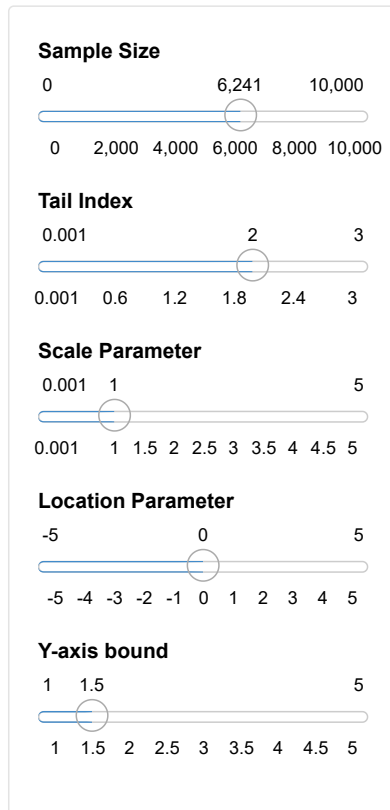 Sample Size
0 6,241 10,000
0 2,000 4,000 6,000 8,000 10,000
Tail Index
0.001 2 3
0.001 0.6 1.2 1.8 2.4 3
Scale Parameter
0.001 1 5
0.001 1 1.5 2 2.5 3 3.5 4 4.5 5
Location Parameter
-5 0 5
-5 -4 -3 -2 -1 0 1 2 3 4 5
Y-axis bound
1 1.5 5
1 1.5 2 2.5 3 3.5 4 4.5 5